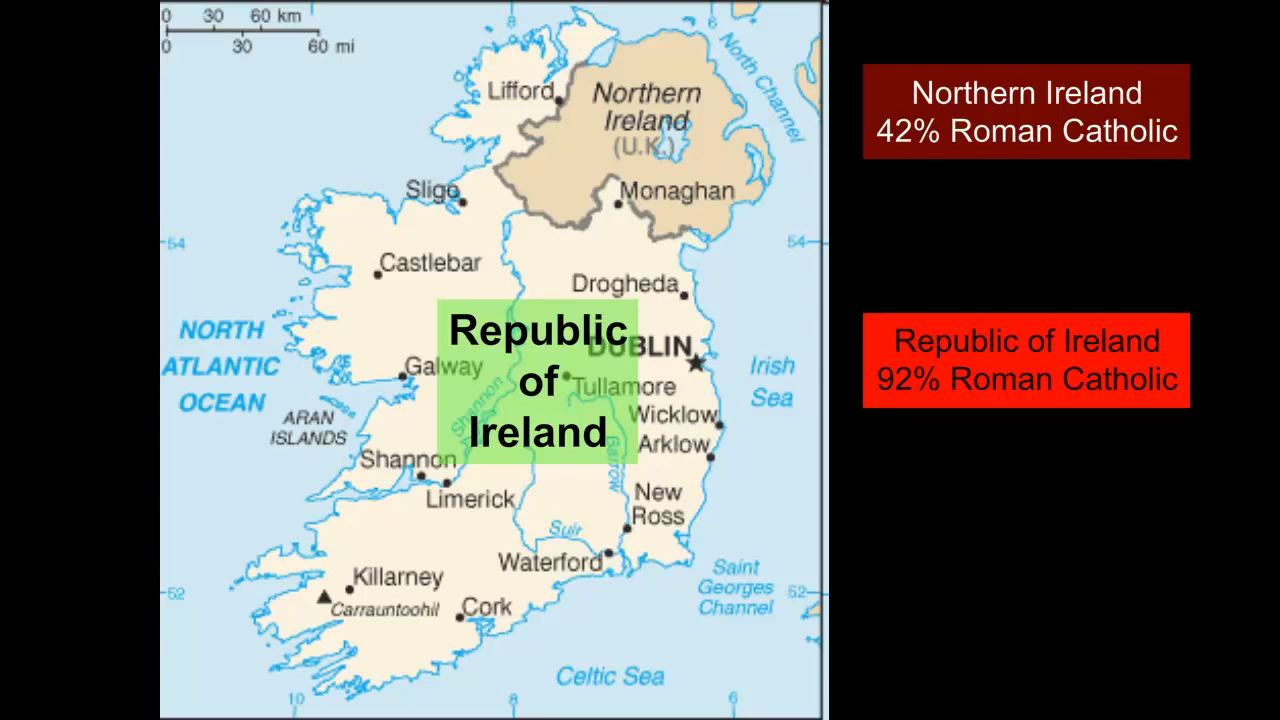 0 30 60 km
0 30 60 mi
8 6
North Channel
Lifford
Northern
Ireland
(U.K.)
Sligo
Monaghan
54 54
Castlebar
Drogheda
NORTH
ATLANTIC
OCEAN
Republic
of
Ireland
DUBLIN
Galway
Shannon
Tullamore
Irish
Sea
ARAN
ISLANDS
Wicklow
Arklow
Barrow
Shannon
Limerick
New
Ross
Suir
Waterford
Saint
Georges
Channel
Killarney
Carrauntoohil
Cork
52 52
Celtic Sea
10 8 6
Northern Ireland
42% Roman Catholic
Republic of Ireland
92% Roman Catholic